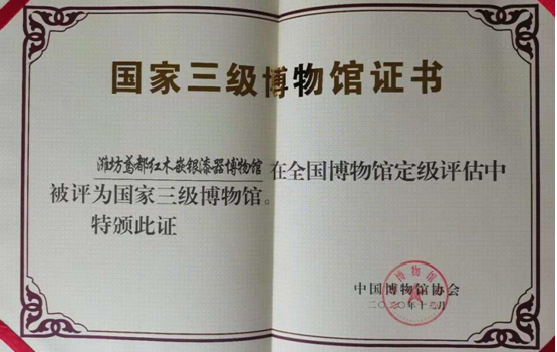 国家三级博物馆证书
潍坊鸢都红木嵌银漆器博物馆 在全国博物馆定级评估中
被评为国家三级博物馆。
特颁此证
中国博物馆协会
二〇二〇年十二月